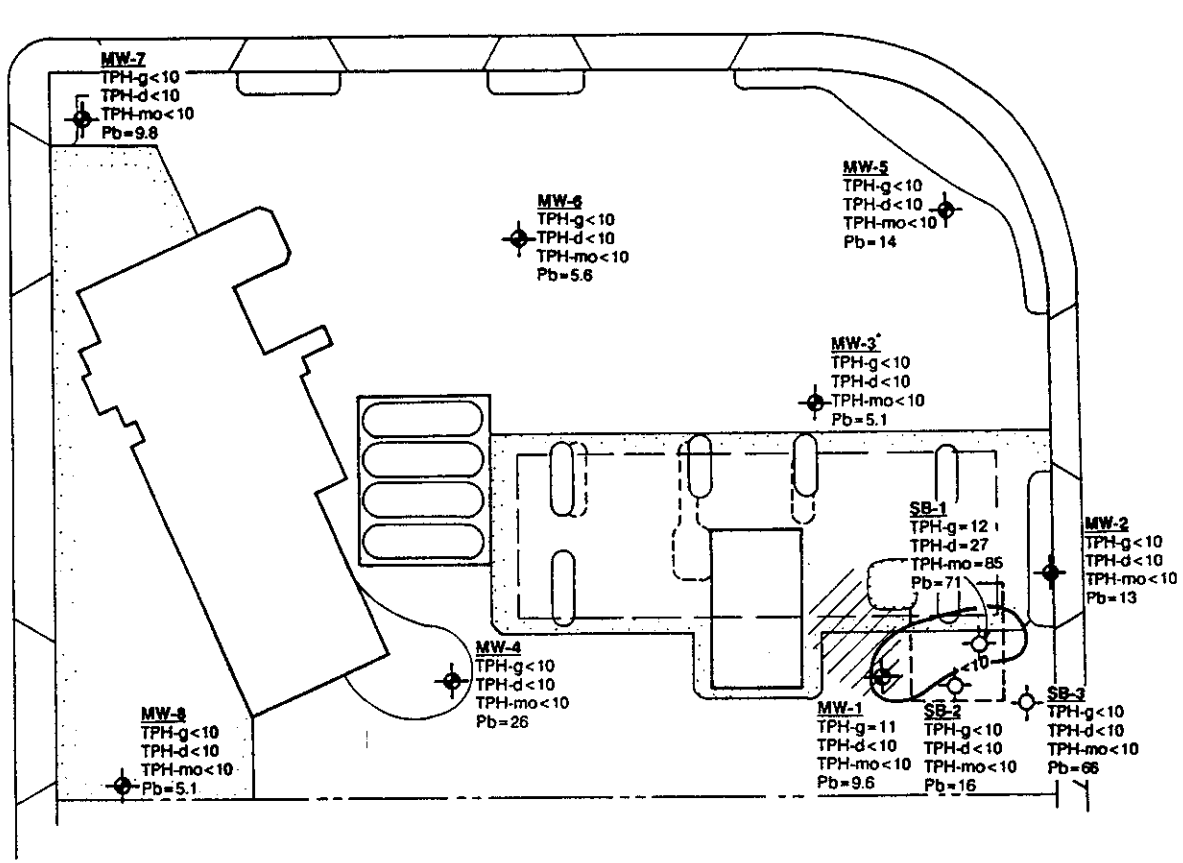 MW-7
TPH-g<10
TPH-d<10
TPH-mo<10
Pb=9.8
MW-5
TPH-g<10
TPH-d<10
TPH-mo<10
Pb=14
MW-6
TPH-g<10
TPH-d<10
TPH-mo<10
Pb=5.6
MW-3*
TPH-g<10
TPH-d<10
TPH-mo<10
Pb=5.1
SB-1
TPH-g=12
TPH-d=27
TPH-mo=85
Pb=71
MW-2
TPH-g<10
TPH-d<10
TPH-mo<10
Pb=13
<10
MW-4
TPH-g<10
TPH-d<10
TPH-mo<10
Pb=26
MW-8
TPH-g<10
TPH-d<10
TPH-mo<10
Pb=5.1
MW-1
TPH-g=11
TPH-d<10
TPH-mo<10
Pb=9.6
SB-2
TPH-g<10
TPH-d<10
TPH-mo<10
Pb=16
SB-3
TPH-g<10
TPH-d<10
TPH-mo<10
Pb=66